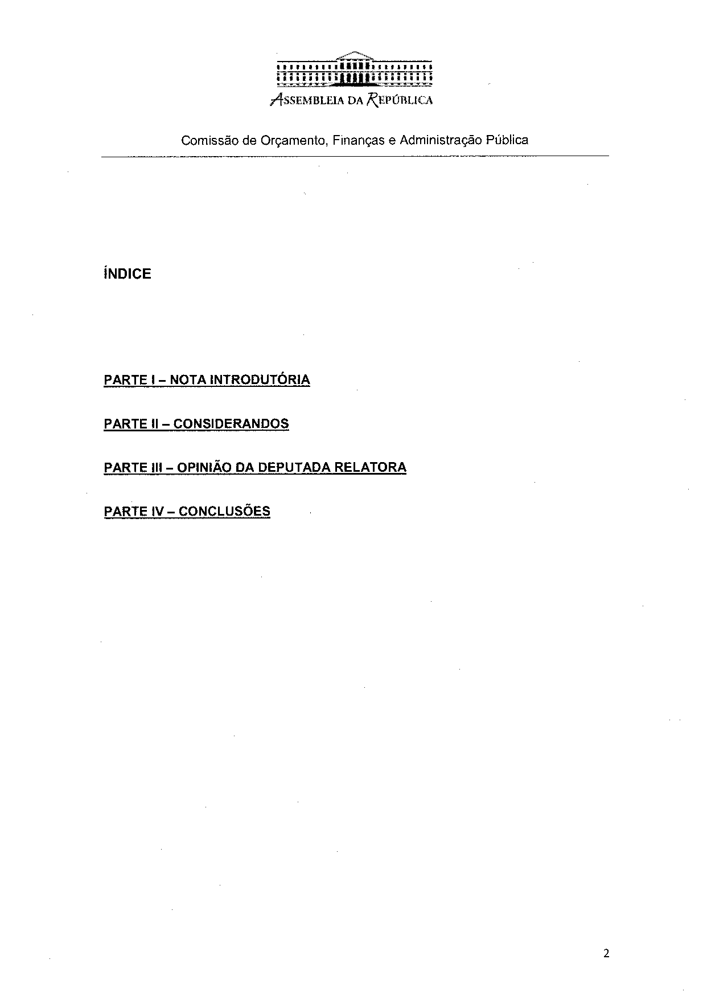 ASSEMBLEIA DA REPÚBLICA
Comissão de Orçamento, Finanças e Administração Pública
ÍNDICE
PARTE I – NOTA INTRODUTÓRIA
PARTE II – CONSIDERANDOS
PARTE III – OPINIÃO DA DEPUTADA RELATORA
PARTE IV – CONCLUSÕES
2